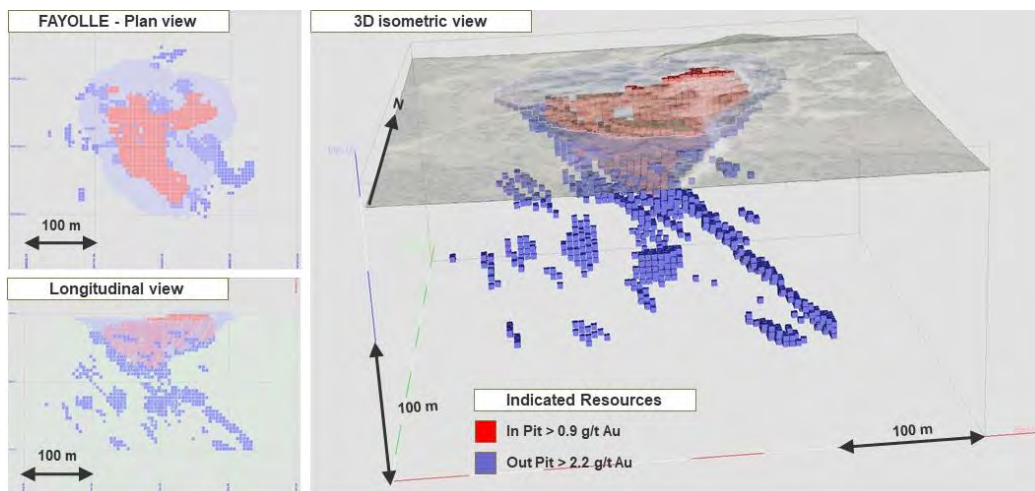 FAYOLLE - Plan view
100 m
Longitudinal view
100 m
3D isometric view
N
100 m
100 m
Indicated Resources
In Pit > 0.9 g/t Au
Out Pit > 2.2 g/t Au